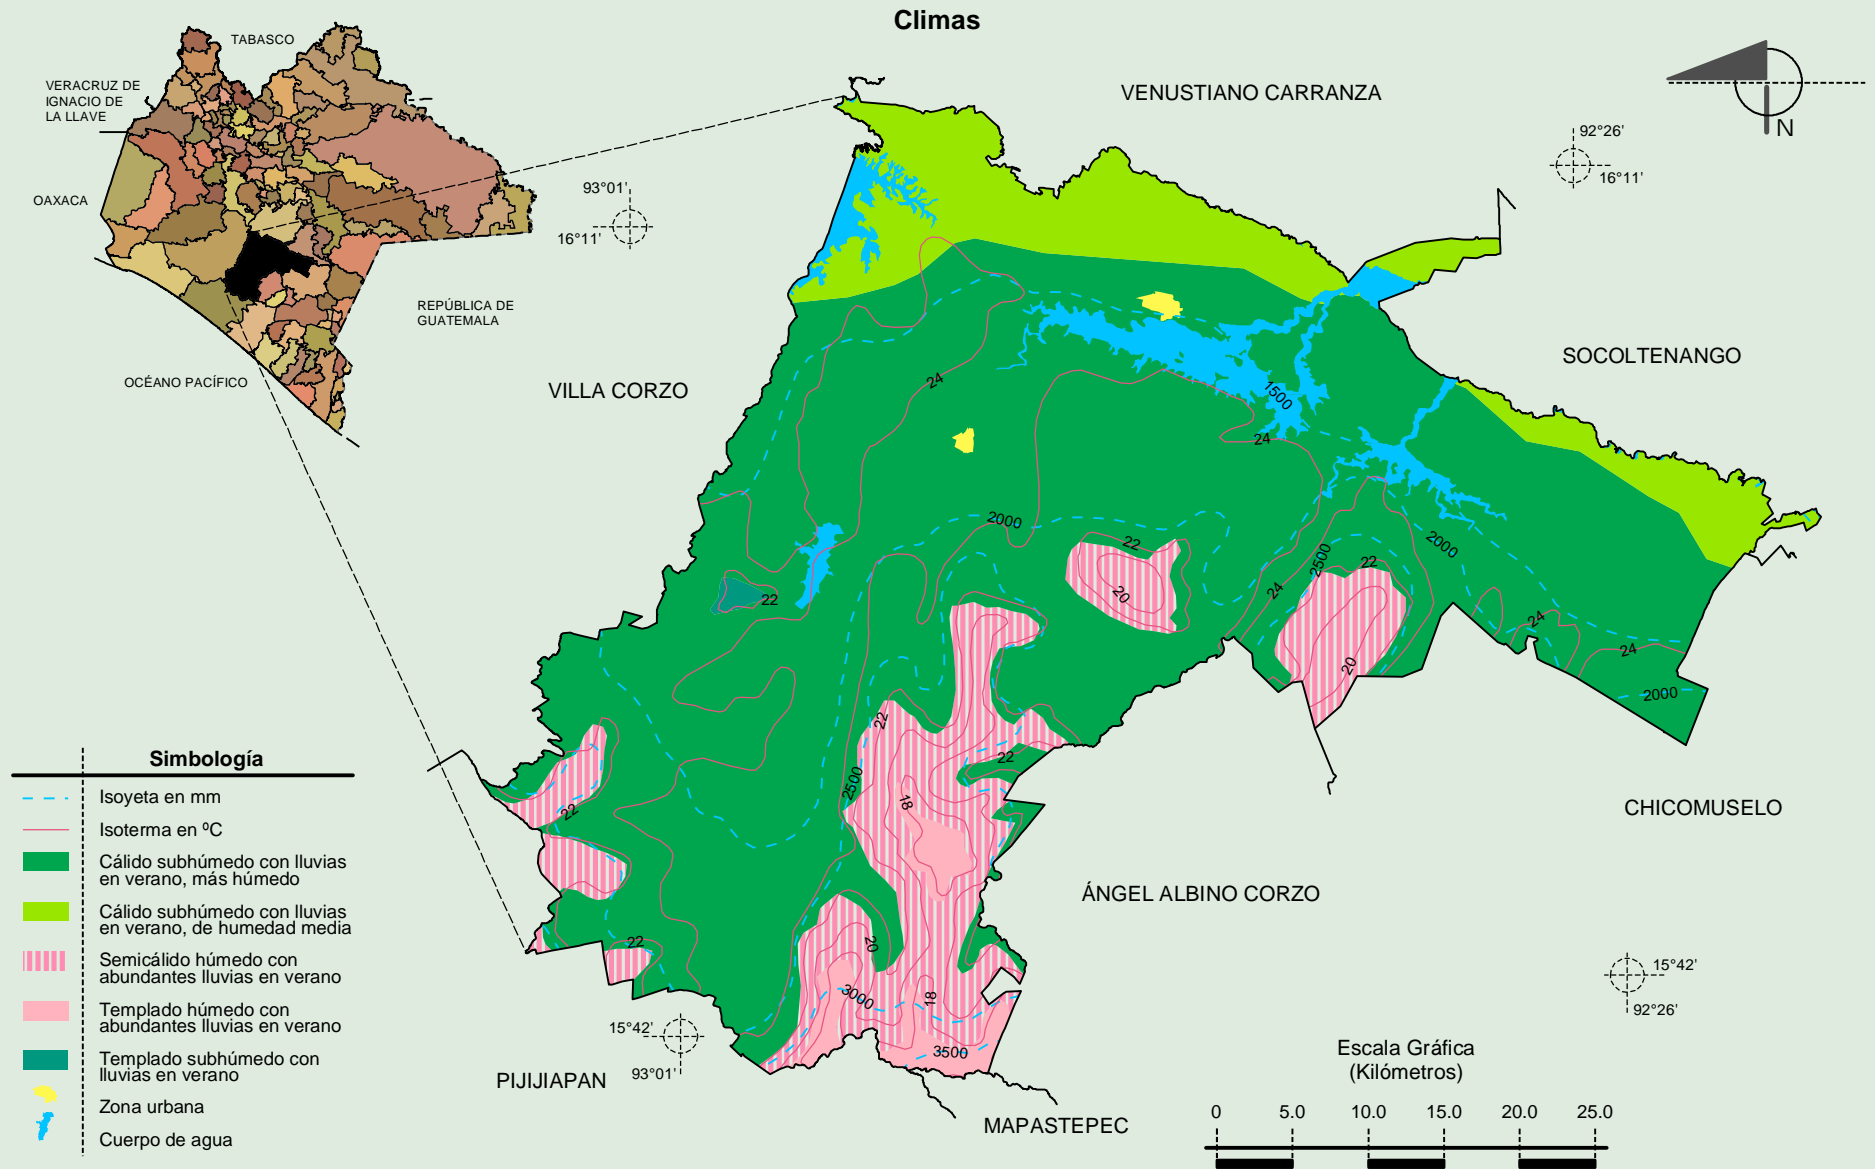 Climas
TABASCO
VERACRUZ DE
IGNACIO DE
LA LLAVE
OAXACA
REPÚBLICA DE
GUATEMALA
OCÉANO PACÍFICO
VENUSTIANO CARRANZA
N
92°26'
16°11'
93°01'
16°11'
SOCOLTENANGO
VILLA CORZO
24
1500
24
2000
22
20
2500
2000
22
24
22
20
24
24
2000
22
22
2500
18
22
22
20
3000
18
3500
CHICOMUSELO
ÁNGEL ALBINO CORZO
15°42'
92°26'
15°42'
93°01'
PIJIJIAPAN
MAPASTEPEC
Simbología
Isoyeta en mm
Isoterma en ºC
Cálido subhúmedo con lluvias
en verano, más húmedo
Cálido subhúmedo con lluvias
en verano, de humedad media
Semicálido húmedo con
abundantes lluvias en verano
Templado húmedo con
abundantes lluvias en verano
Templado subhúmedo con
lluvias en verano
Zona urbana
Cuerpo de agua
Escala Gráfica
(Kilómetros)
0 5.0 10.0 15.0 20.0 25.0